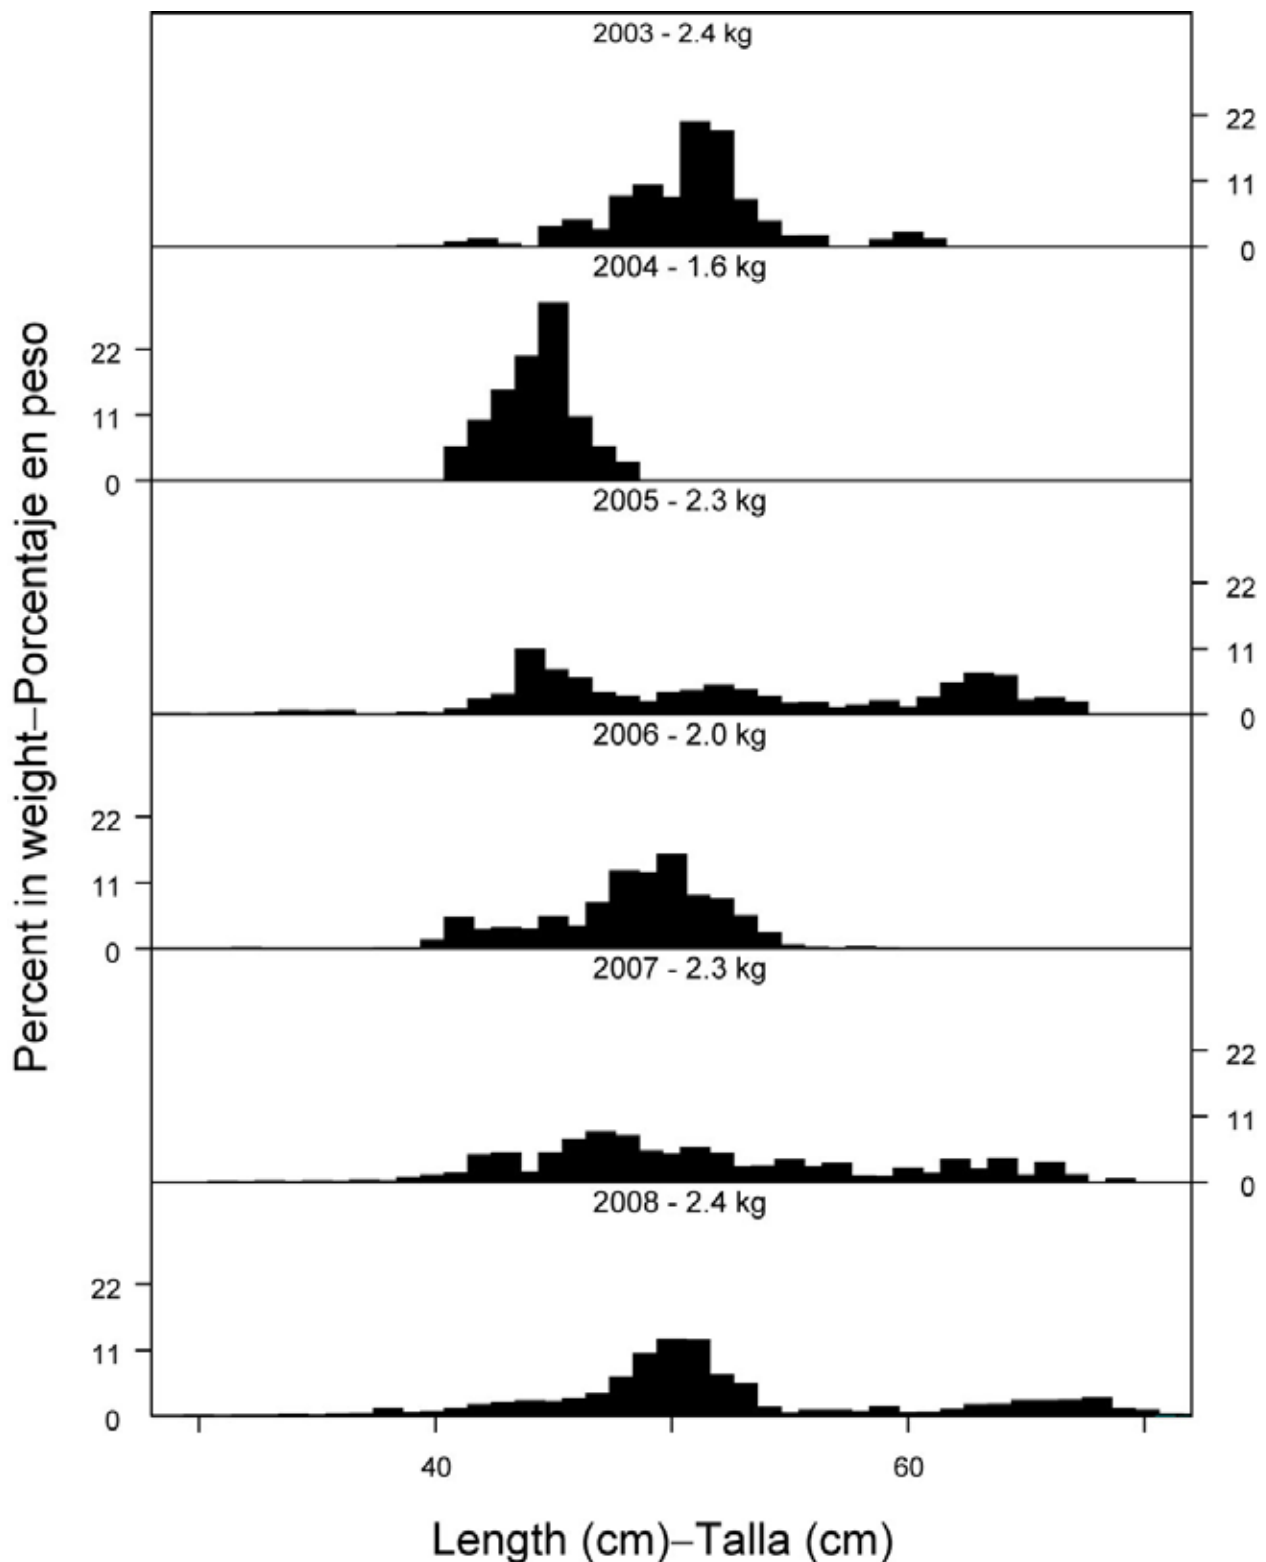 2003 - 2.4 kg
22
11
0
2004 - 1.6 kg
22
11
0
2005 - 2.3 kg
22
11
0
2006 - 2.0 kg
22
11
0
2007 - 2.3 kg
22
11
0
2008 - 2.4 kg
22
11
0
40 60
Length (cm)–Talla (cm)
Percent in weight–Porcentaje en peso